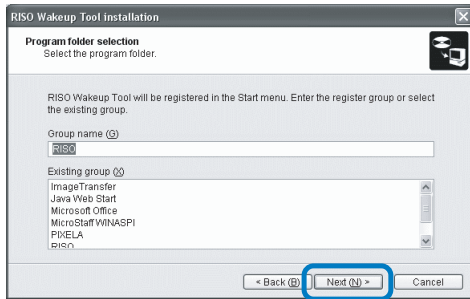 RISO Wakeup Tool installation
Program folder selection
Select the program folder.
RISO Wakeup Tool will be registered in the Start menu. Enter the register group or select
the existing group.
Group name (G)
RISO
Existing group (X)
ImageTransfer
Java Web Start
Microsoft Office
MicroStaff WINASPI
PIXELA
RISO
< Back (B)
Next (N) >
Cancel